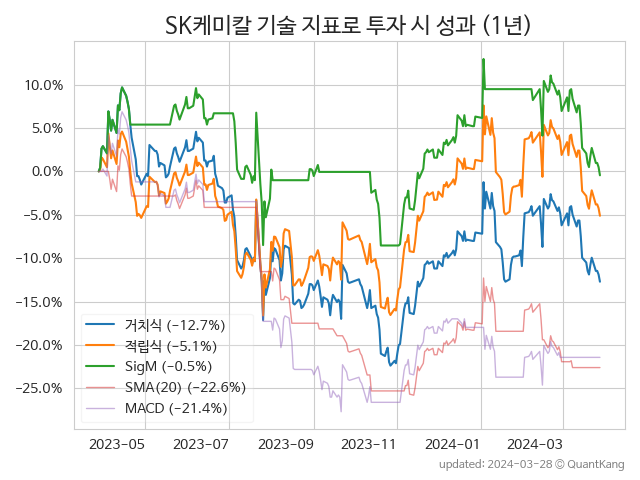 SK케미칼 기술 지표로 투자 시 성과 (1년)
10.0%
5.0%
0.0%
−5.0%
−10.0%
−15.0%
−20.0%
−25.0%
거치식 (−12.7%)
적립식 (−5.1%)
SigM (−0.5%)
SMA(20) (−22.6%)
MACD (−21.4%)
2023-05 2023-07 2023-09 2023-11 2024-01 2024-03
updated: 2024-03-28 © QuantKang